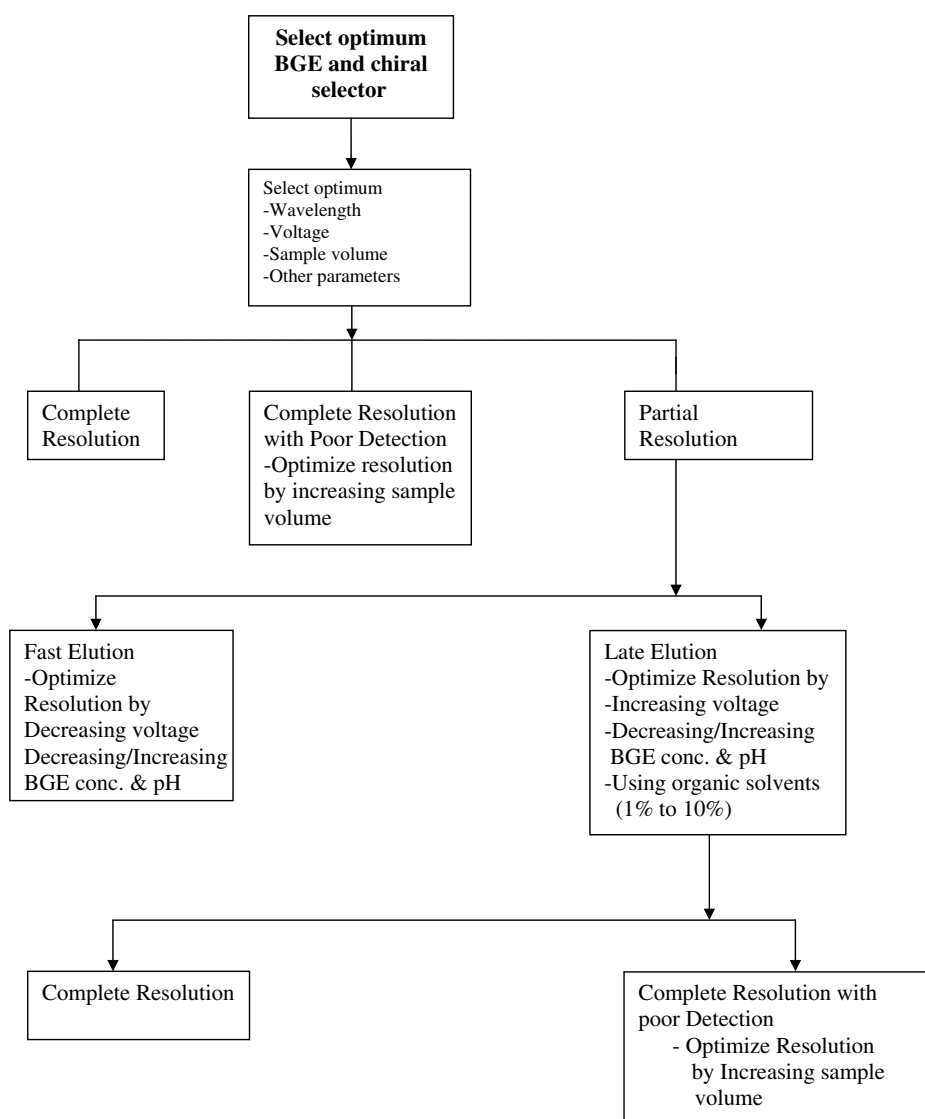 Select optimum
BGE and chiral
selector
Select optimum
-Wavelength
-Voltage
-Sample volume
-Other parameters
Complete
Resolution
Complete Resolution
with Poor Detection
-Optimize resolution
by increasing sample
volume
Partial
Resolution
Fast Elution
-Optimize
Resolution by
Decreasing voltage
Decreasing/Increasing
BGE conc. & pH
Late Elution
-Optimize Resolution by
-Increasing voltage
-Decreasing/Increasing
BGE conc. & pH
-Using organic solvents
(1% to 10%)
Complete Resolution
Complete Resolution with
poor Detection
- Optimize Resolution
by Increasing sample
volume